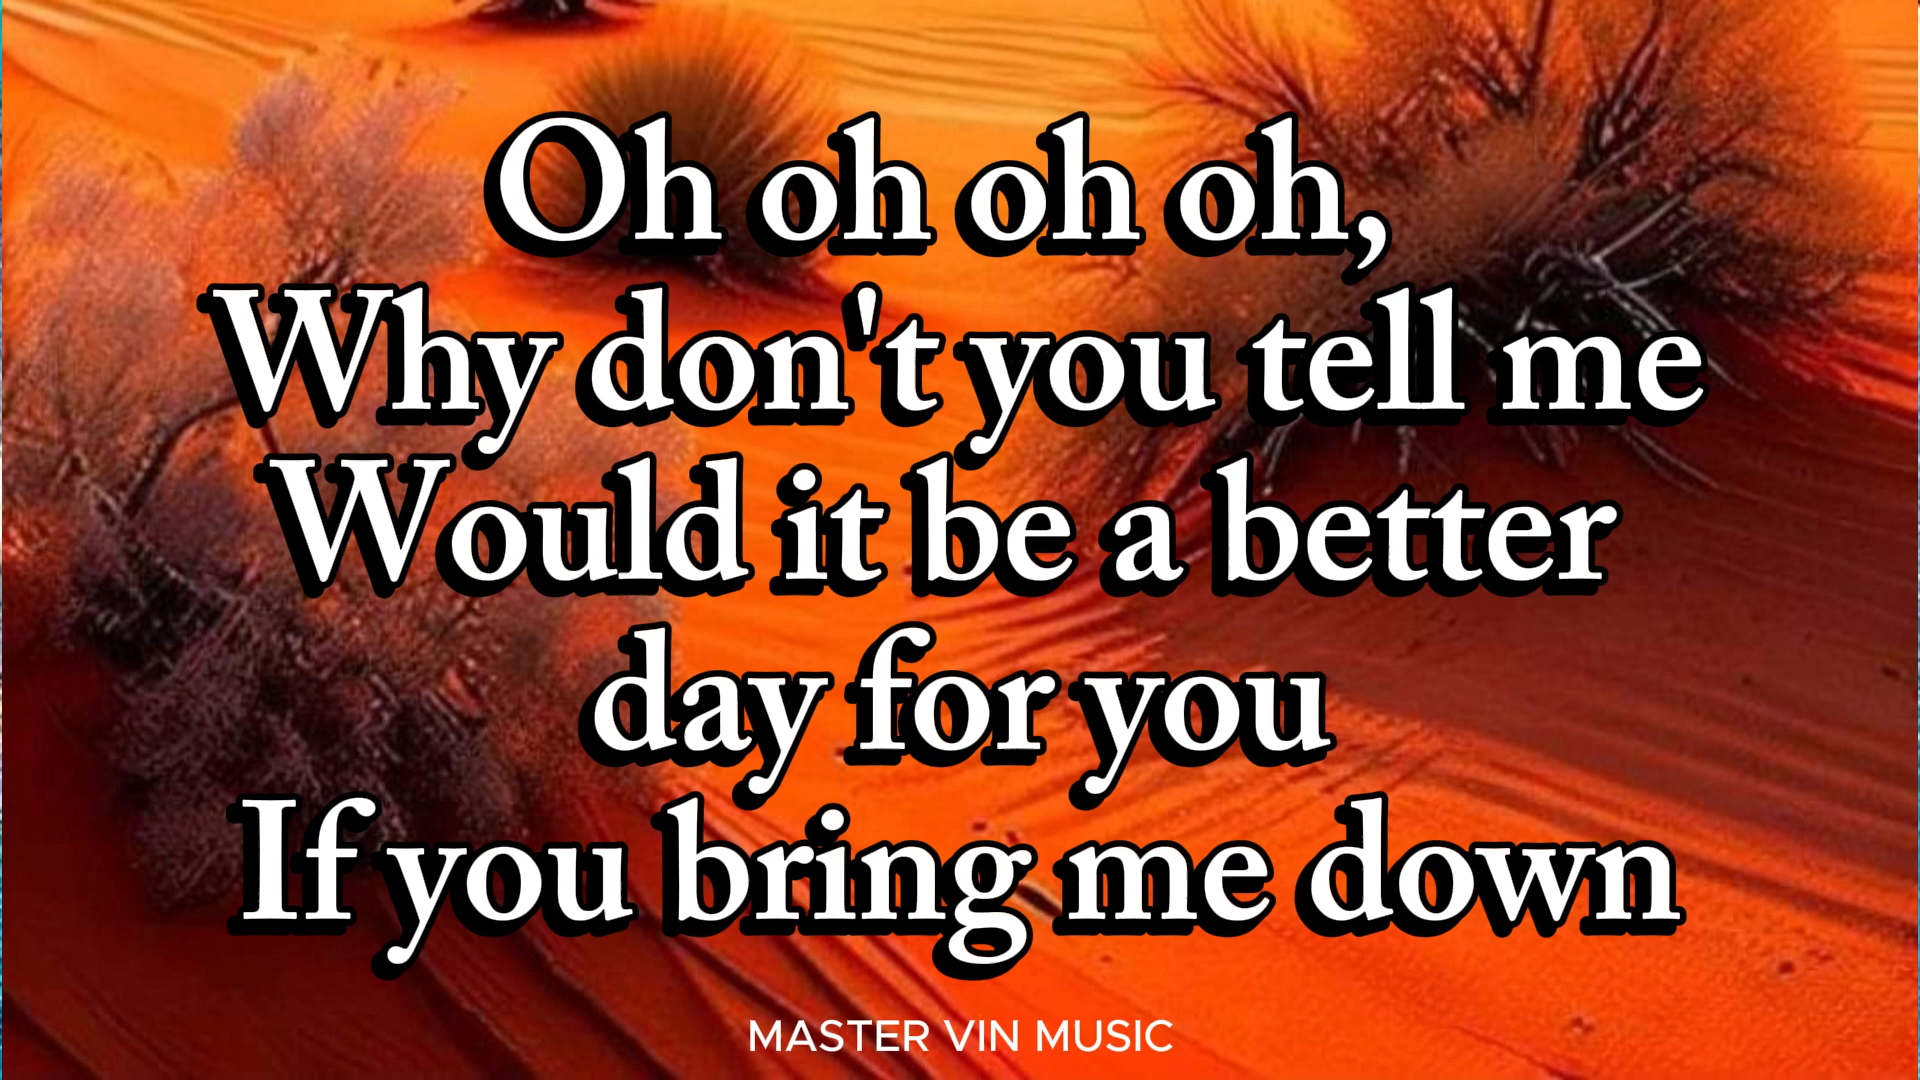 Oh oh oh oh,
Why don't you tell me
Would it be a better
day for you
If you bring me down
MASTER VIN MUSIC